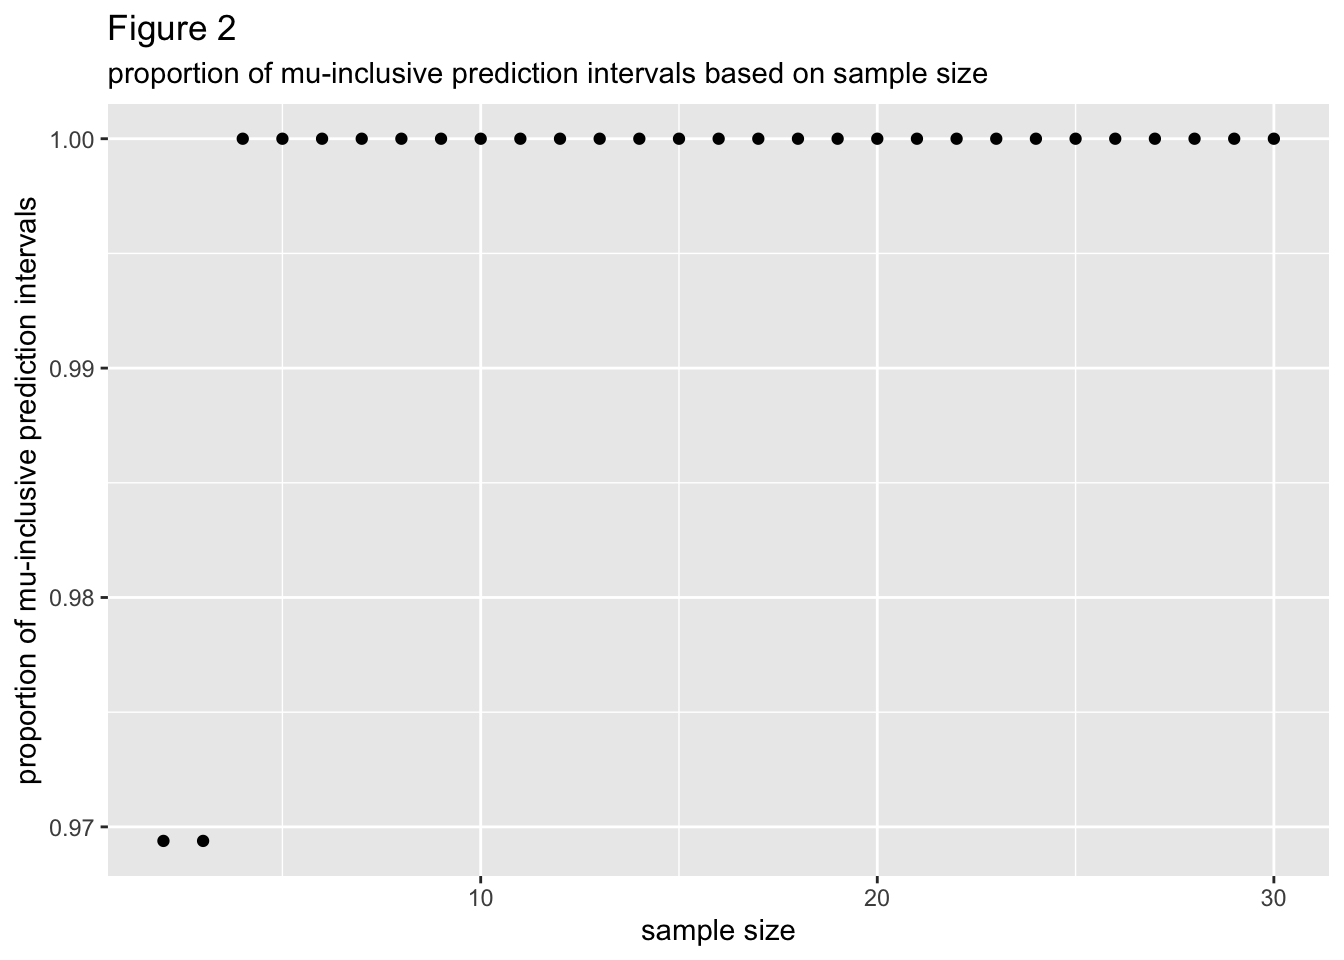 Figure 2
proportion of mu-inclusive prediction intervals based on sample size
proportion of mu-inclusive prediction intervals
1.00
0.99
0.98
0.97
10
20
30
sample size